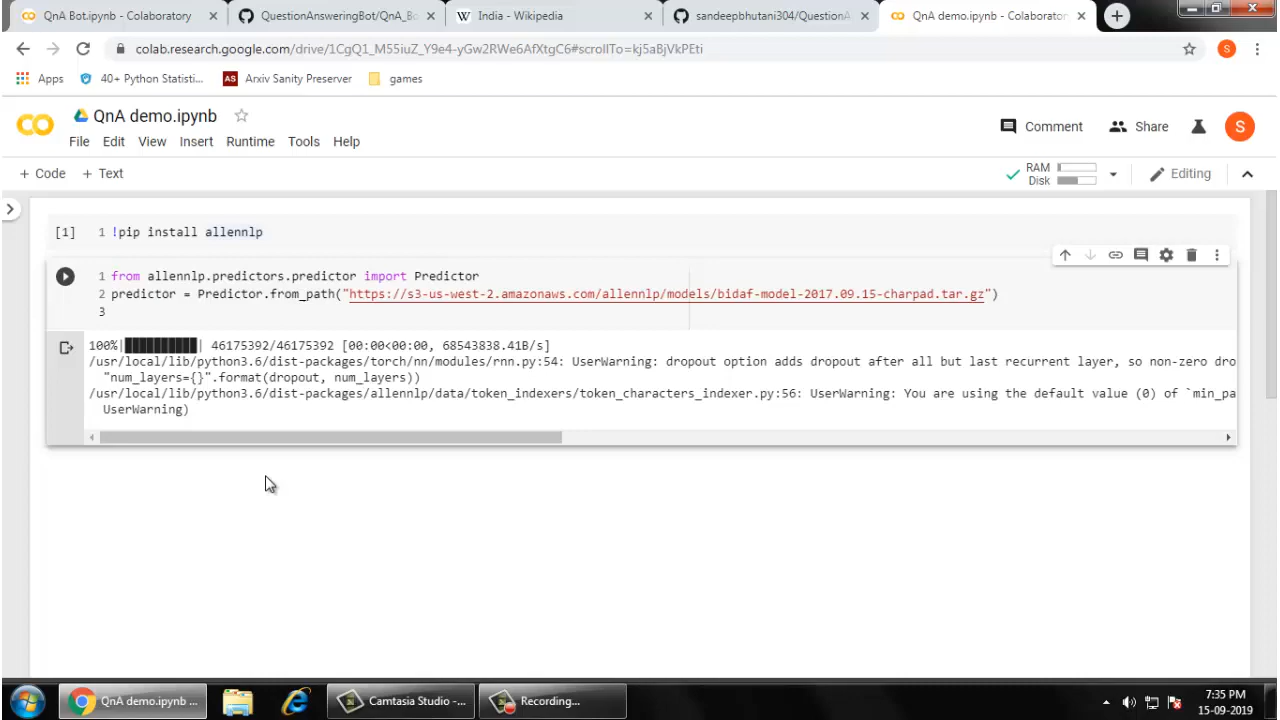 QnA Bot.ipynb - Colaboratory
QuestionAnsweringBot/QnA_B
India - Wikipedia
sandeepbhutani304/QuestionA
QnA demo.ipynb - Colaborator
colab.research.google.com/drive/1CgQ1_M55iuZ_Y9e4-yGw2RWe6AfXtgC6#scrollTo=kj5aBjVkPEti
S
Apps
40+ Python Statisti...
AS
Arxiv Sanity Preserver
games
QnA demo.ipynb
Comment
Share
S
File Edit View Insert Runtime Tools Help
+ Code + Text
RAM
Disk
Editing
[1] 1 !pip install allennlp
1 from allennlp.predictors.predictor import Predictor
2 predictor = Predictor.from_path("https://s3-us-west-2.amazonaws.com/allennlp/models/bidaf-model-2017.09.15-charpad.tar.gz")
3
100%|██████████| 46175392/46175392 [00:00<00:00, 68543838.41B/s]
/usr/local/lib/python3.6/dist-packages/torch/nn/modules/rnn.py:54: UserWarning: dropout option adds dropout after all but last recurrent layer, so non-zero dro
"num_layers={}".format(dropout, num_layers))
/usr/local/lib/python3.6/dist-packages/allennlp/data/token_indexers/token_characters_indexer.py:56: UserWarning: You are using the default value (0) of `min_pa
UserWarning)
QnA demo.ipynb ...
Camtasia Studio -...
Recording...
7:35 PM
15-09-2019